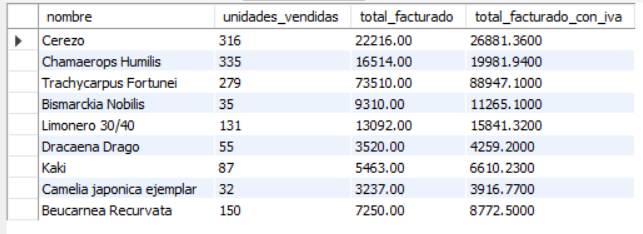 nombre unidades_vendidas total_facturado total_facturado_con_iva
Cerezo 316 22216.00 26881.3600
Chamaerops Humilis 335 16514.00 19981.9400
Trachycarpus Fortunei 279 73510.00 88947.1000
Bismarckia Nobilis 35 9310.00 11265.1000
Limonero 30/40 131 13092.00 15841.3200
Dracaena Drago 55 3520.00 4259.2000
Kaki 87 5463.00 6610.2300
Camelia japonica ejemplar 32 3237.00 3916.7700
Beucarnea Recurvata 150 7250.00 8772.5000